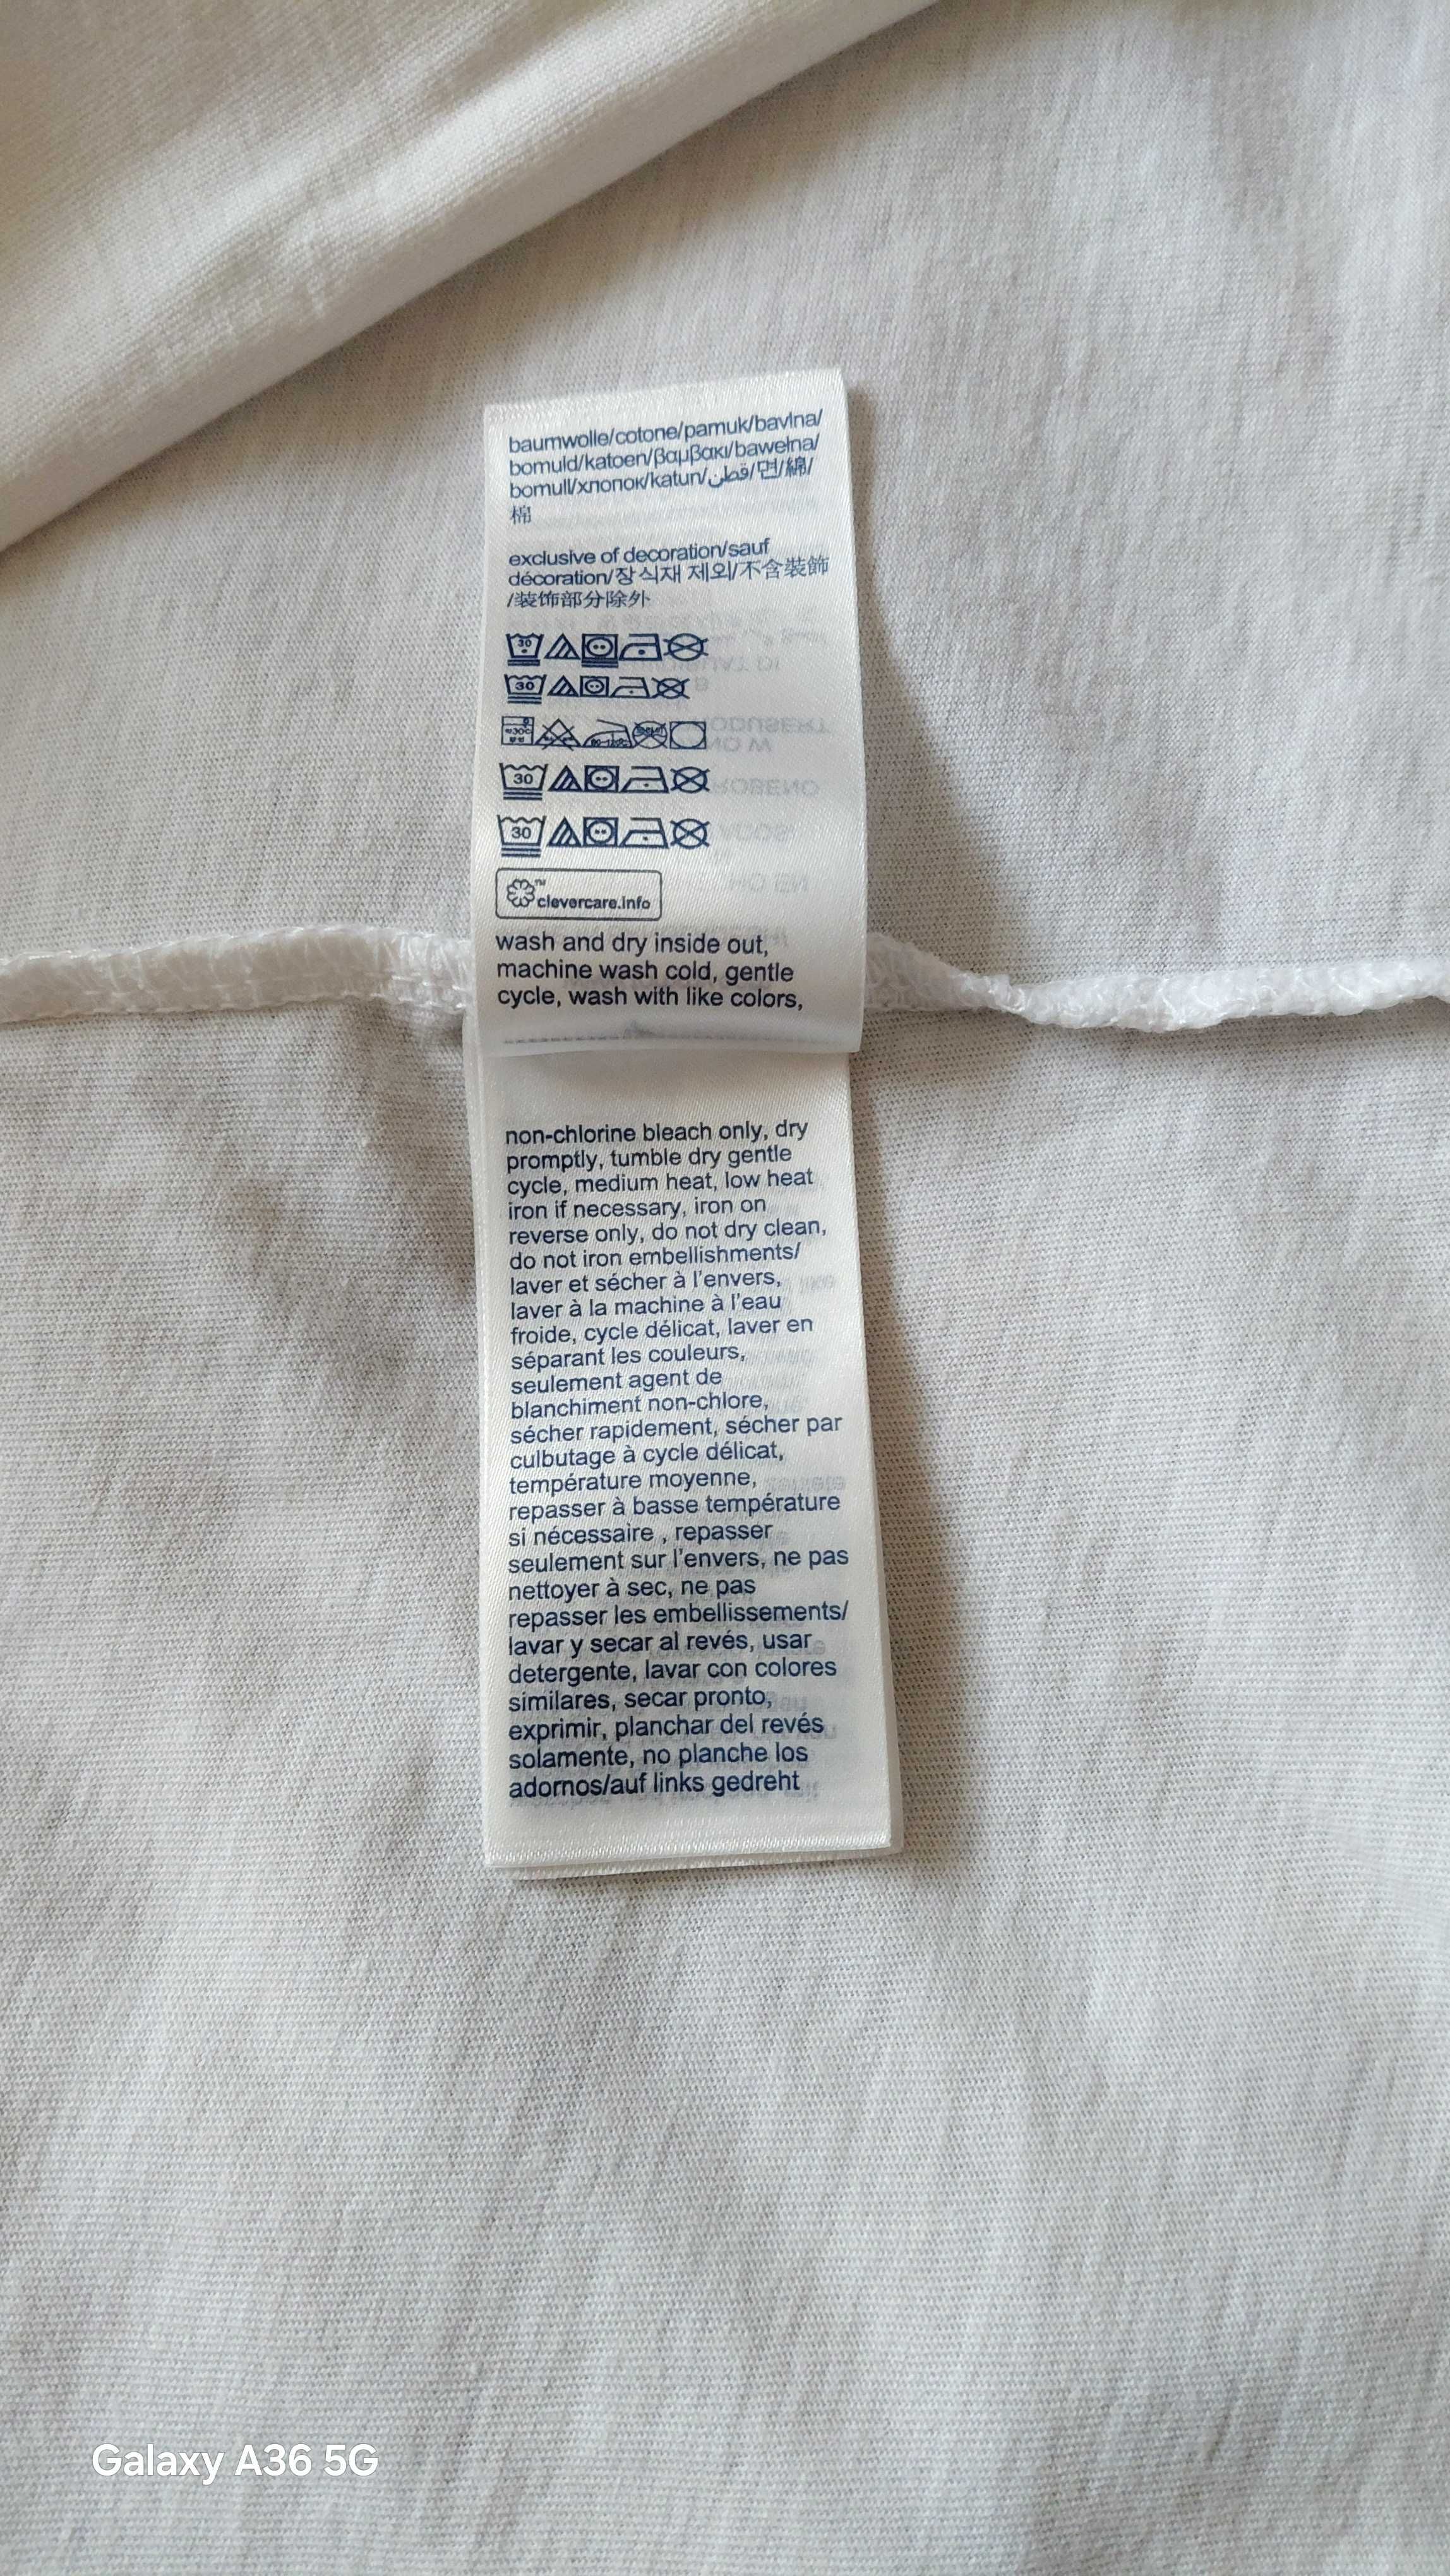 baumwolle/cotone/pamuk/bavlna/
bomuld/katoen/βαμβακι/bawełna/
bomull/хлопок/katun/قطن/면/綿/
棉
exclusive of decoration/sauf
décoration/장식재 제외/不含裝飾
/装饰部分除外
30
30
30
30
clevercare.info
wash and dry inside out,
machine wash cold, gentle
cycle, wash with like colors,
non-chlorine bleach only, dry
promptly, tumble dry gentle
cycle, medium heat, low heat
iron if necessary, iron on
reverse only, do not dry clean,
do not iron embellishments/
laver et sécher à l'envers,
laver à la machine à l'eau
froide, cycle délicat, laver en
séparant les couleurs,
seulement agent de
blanchiment non-chlore,
sécher rapidement, sécher par
culbutage à cycle délicat,
température moyenne,
repasser à basse température
si nécessaire , repasser
seulement sur l'envers, ne pas
nettoyer à sec, ne pas
repasser les embellissements/
lavar y secar al revés, usar
detergente, lavar con colores
similares, secar pronto,
exprimir, planchar del revés
solamente, no planche los
adornos/auf links gedreht
Galaxy A36 5G